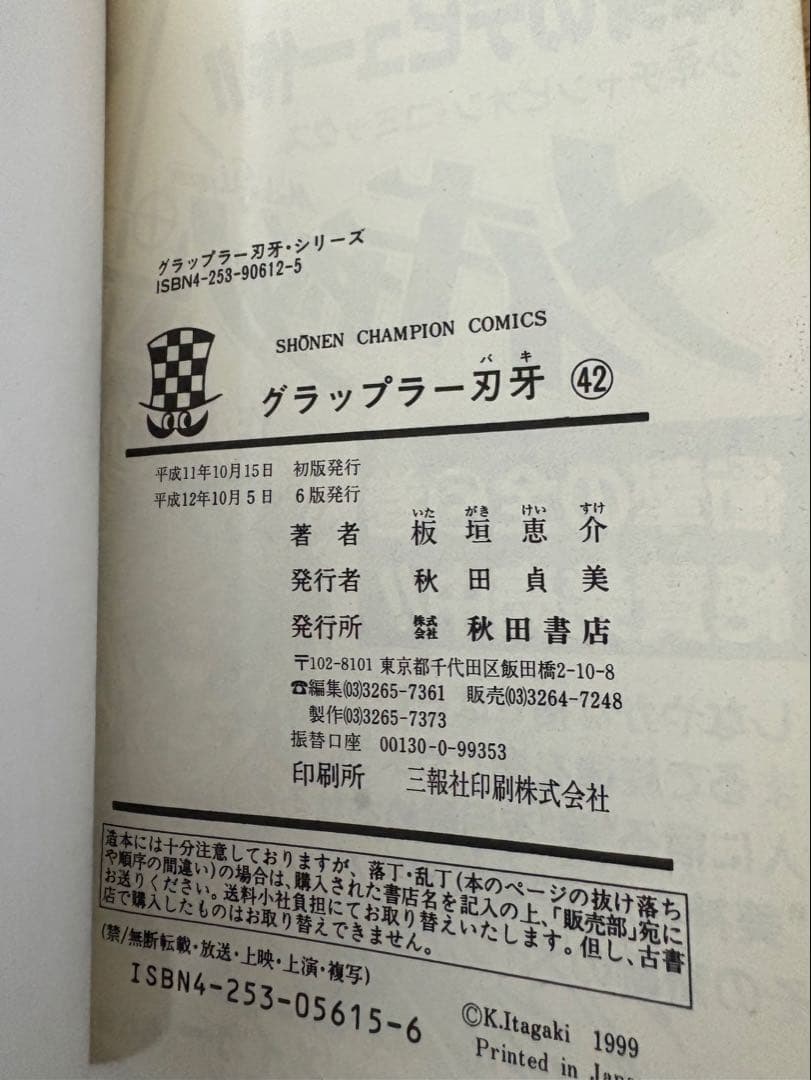 グラップラー刃牙・シリーズ
ISBN4-253-90612-5
SHŌNEN CHAMPION COMICS
バキ
グラップラー刃牙 ㊷
平成11年10月15日 初版発行
平成12年10月5日 6版発行
いた がき けい すけ
著者 板垣恵介
発行者 秋田貞美
発行所 株式会社 秋田書店
〒102-8101 東京都千代田区飯田橋2-10-8
☎編集(03)3265-7361 販売(03)3264-7248
製作(03)3265-7373
振替口座 00130-0-99353
印刷所 三報社印刷株式会社
造本には十分注意しておりますが、落丁・乱丁(本のページの抜け落ち
や順序の間違い)の場合は、購入された書店名を記入の上、「販売部」宛に
お送りください。送料小社負担にてお取り替えいたします。但し、古書
店で購入したものはお取り替えできません。
(禁/無断転載・放送・上映・上演・複写)
ISBN4-253-05615-6
©K.Itagaki 1999
Printed in Japa